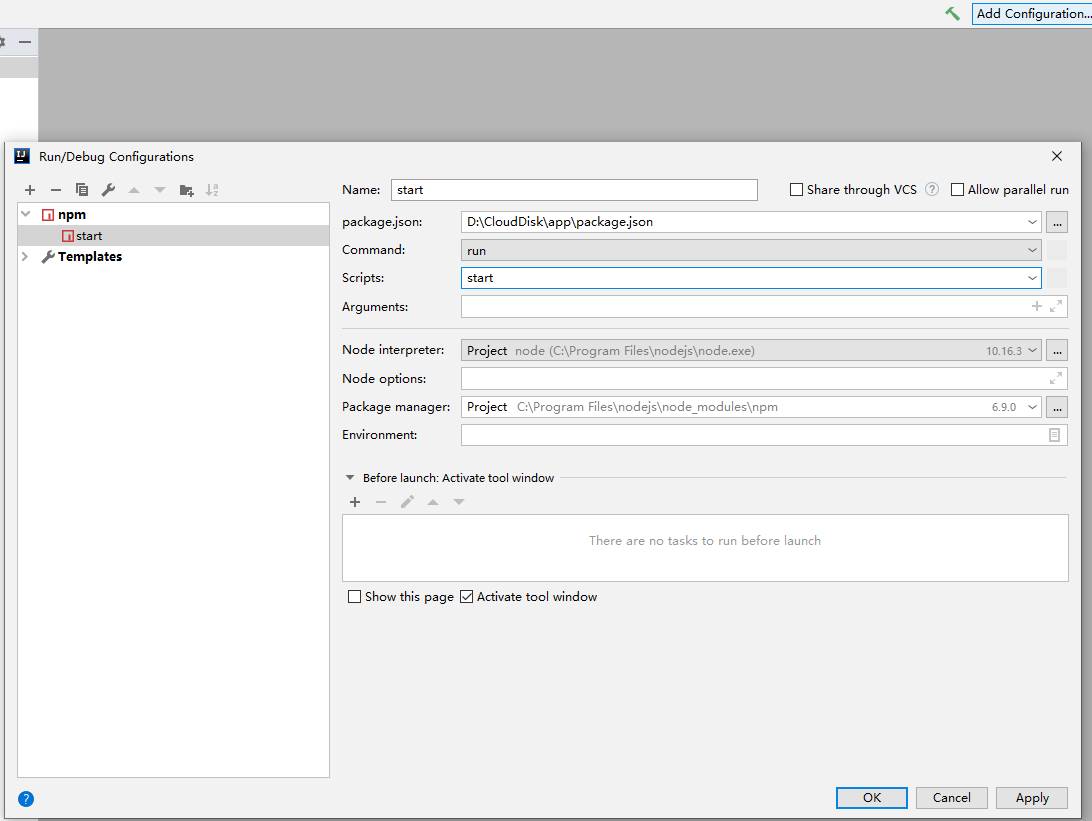 Add Configuration...
Run/Debug Configurations
Name: start Share through VCS ? Allow parallel run
npm
start
Templates
package.json: D:\CloudDisk\app\package.json ...
Command: run
Scripts: start
Arguments:
Node interpreter: Project node (C:\Program Files\nodejs\node.exe) 10.16.3 ...
Node options:
Package manager: Project C:\Program Files\nodejs\node_modules\npm 6.9.0 ...
Environment:
Before launch: Activate tool window
There are no tasks to run before launch
Show this page Activate tool window
? OK Cancel Apply